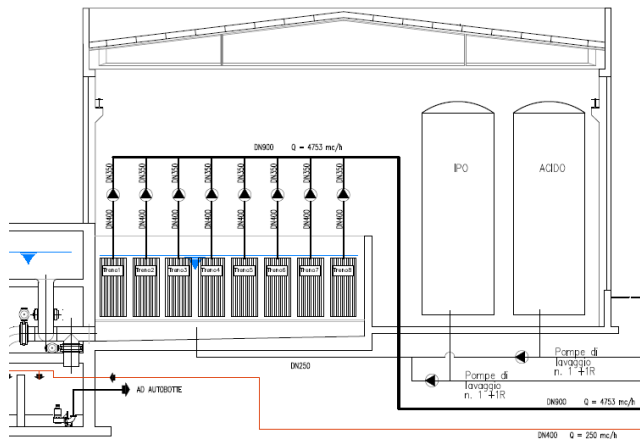 DN900 Q = 4753 mc/h
DN350 DN350 DN350 DN350 DN350 DN350 DN350 DN350
DN400 DN400 DN400 DN400 DN400 DN400 DN400 DN400
IPO
ACIDO
Treno1 Treno2 Treno3 Treno4 Treno5 Treno6 Treno7 Treno8
DN250
Pompe di
lavaggio
n. 1 +1R
Pompe di
lavaggio
n. 1 +1R
AD AUTOBOTTE
DN900 Q = 4753 mc/h
DN400 Q = 250 mc/h